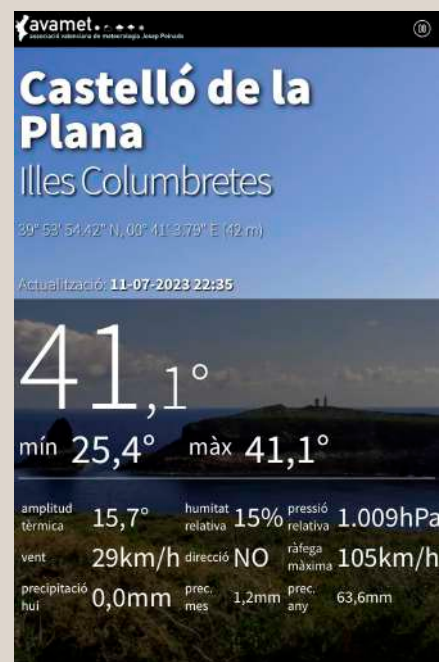 avamet
associació valenciana de meteorologia Josep Peinado
Castelló de la
Plana
Illes Columbretes
39° 53' 54.42" N, 00° 41' 3.79" E (42 m)
Actualització: 11-07-2023 22:35
41,1°
mín 25,4° màx 41,1°
amplitud tèrmica 15,7° humitat relativa 15% pressió relativa 1.009hPa
vent 29km/h direcció NO ràfega màxima 105km/h
precipitació hui 0,0mm prec. mes 1,2mm prec. any 63,6mm